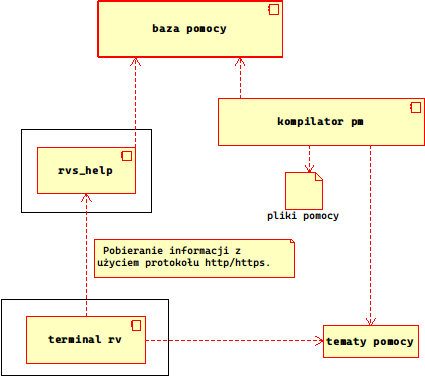 baza pomocy
kompilator pm
rvs_help
pliki pomocy
Pobieranie informacji z
użyciem protokołu http/https.
terminal rv
tematy pomocy